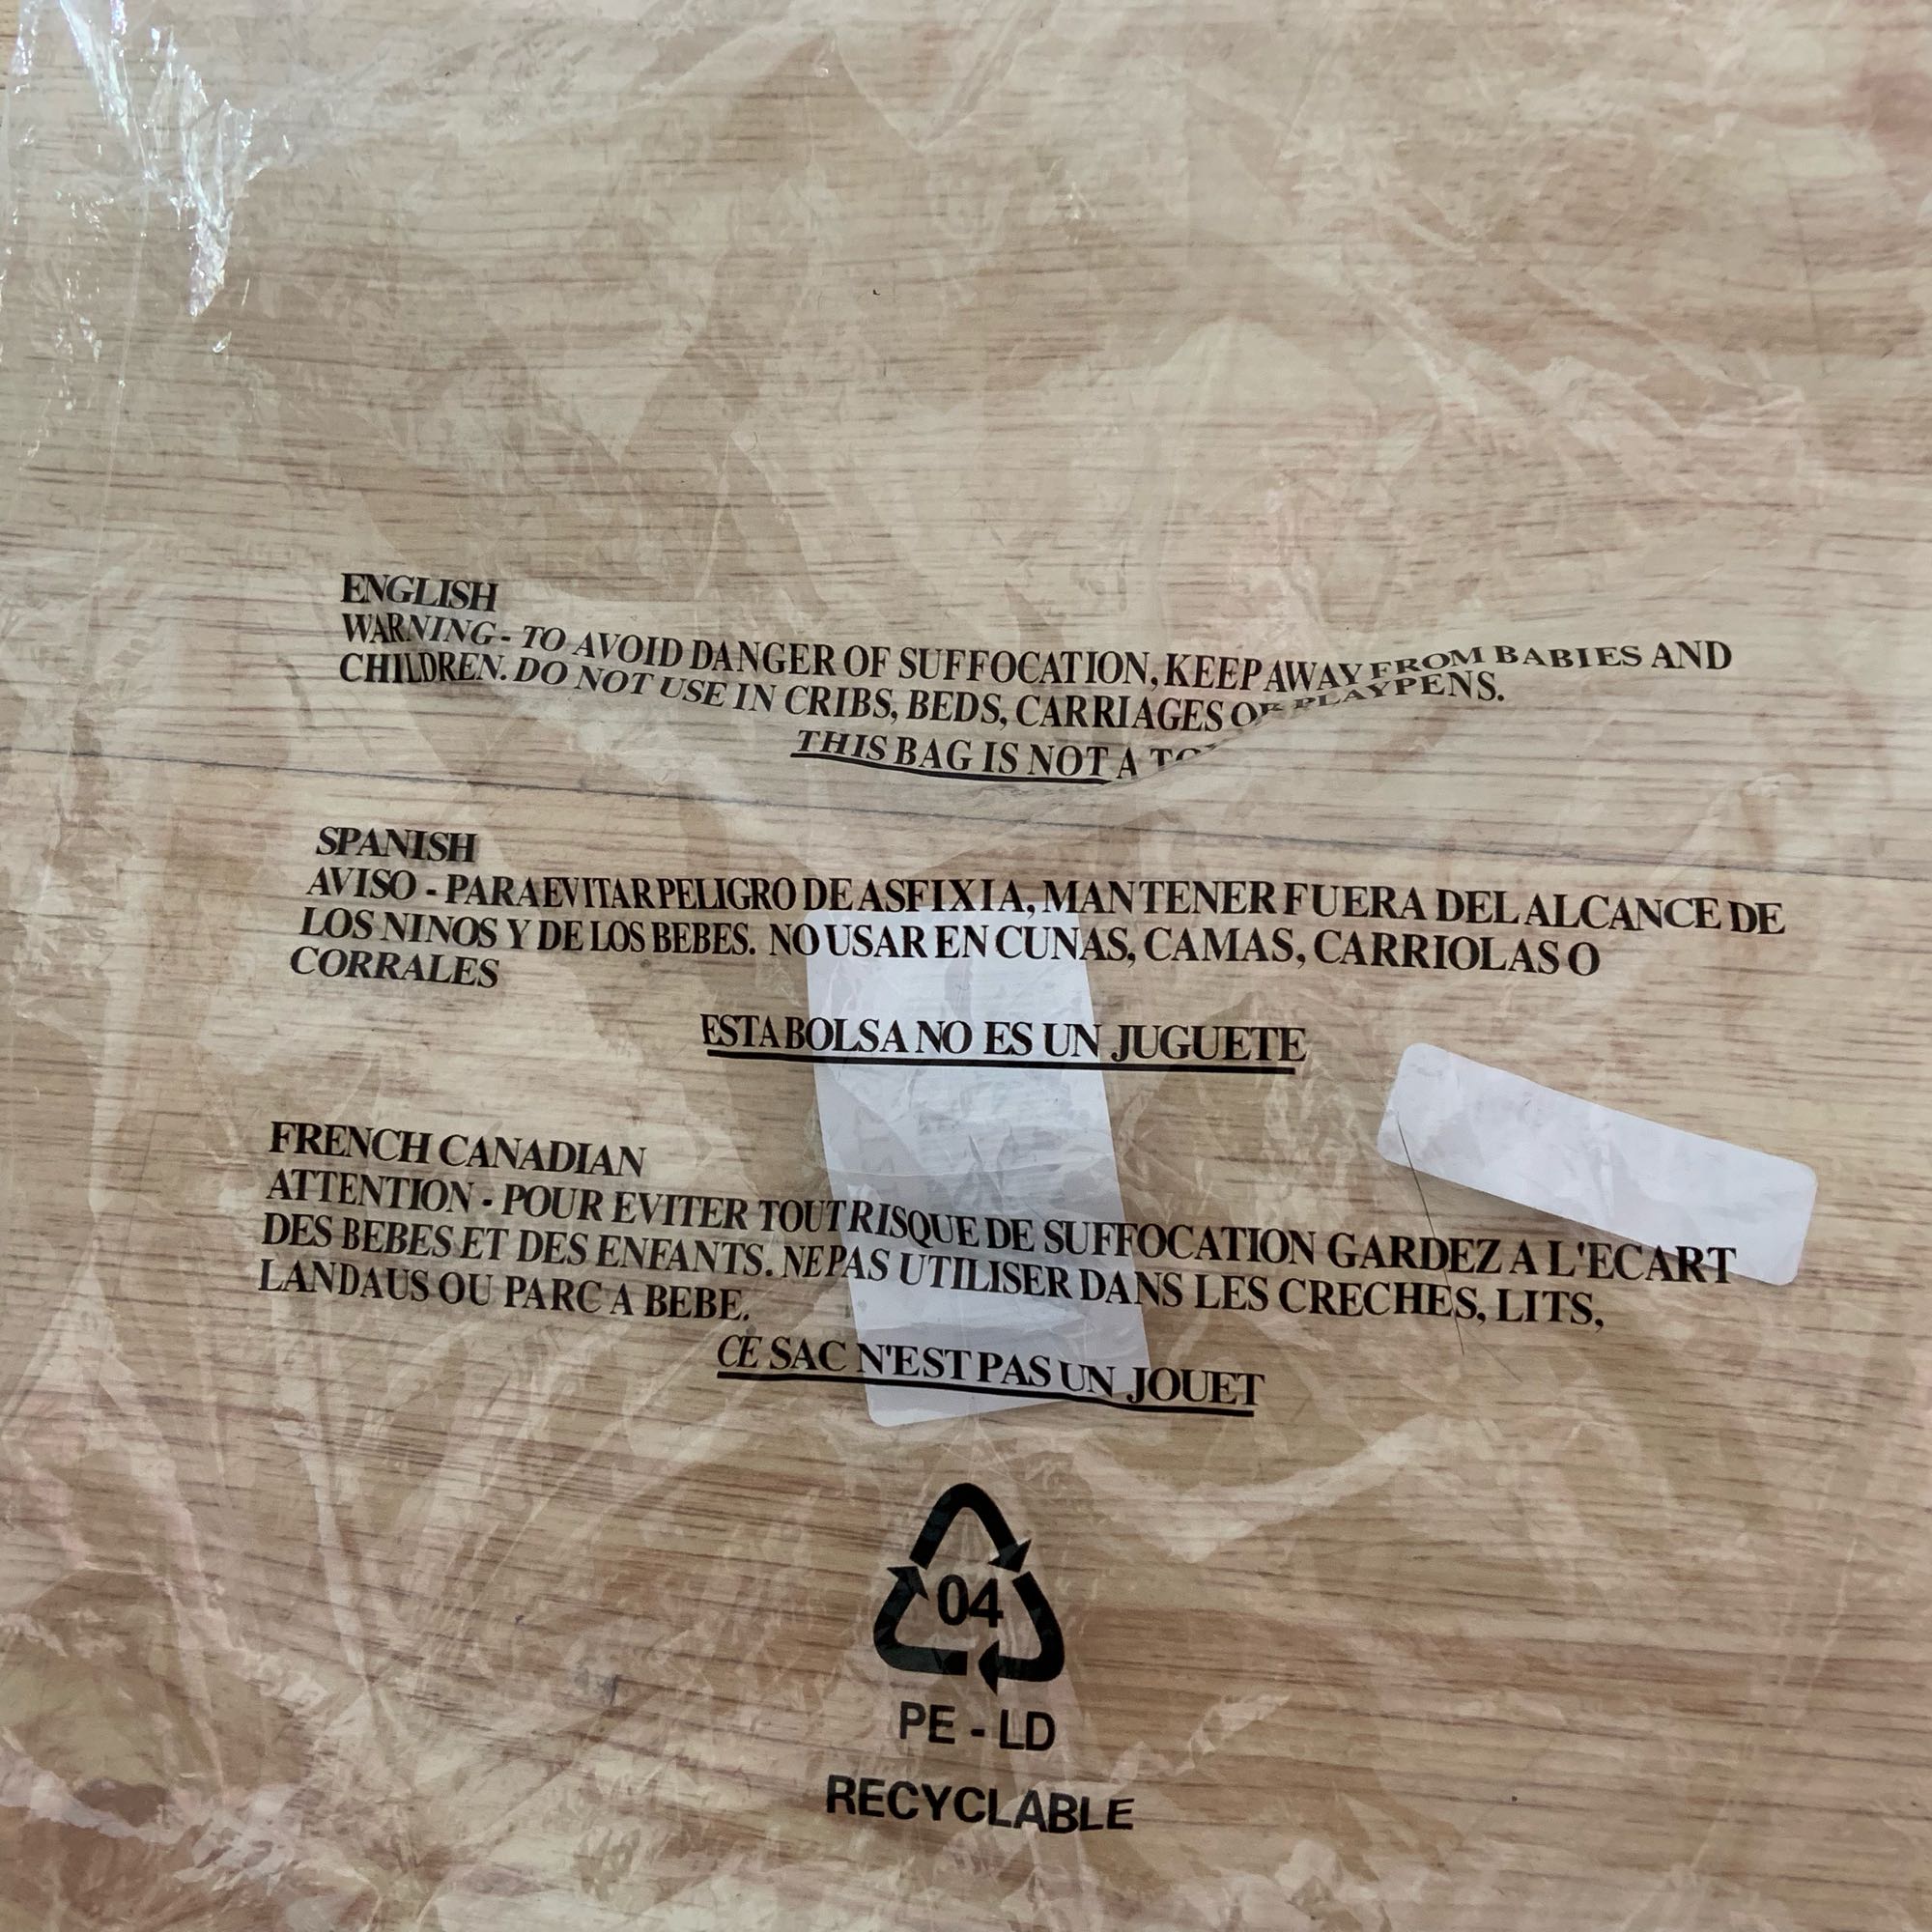 ENGLISH
WARNING - TO AVOID DANGER OF SUFFOCATION, KEEP AWAY FROM BABIES AND
CHILDREN. DO NOT USE IN CRIBS, BEDS, CARRIAGES OR PLAYPENS.
THIS BAG IS NOT A
SPANISH
AVISO - PARA EVITAR PELIGRO DE ASFIXIA, MANTENER FUERA DEL ALCANCE DE
LOS NINOS Y DE LOS BEBES. NO USAR EN CUNAS, CAMAS, CARRIOLAS O
CORRALES
ESTA BOLSA NO ES UN JUGUETE
FRENCH CANADIAN
ATTENTION - POUR EVITER TOUT RISQUE DE SUFFOCATION GARDEZ A L'ECART
DES BEBES ET DES ENFANTS. NE PAS UTILISER DANS LES CRECHES, LITS,
LANDAUS OU PARC A BEBE.
CE SAC N'EST PAS UN JOUET
04
PE - LD
RECYCLABLE